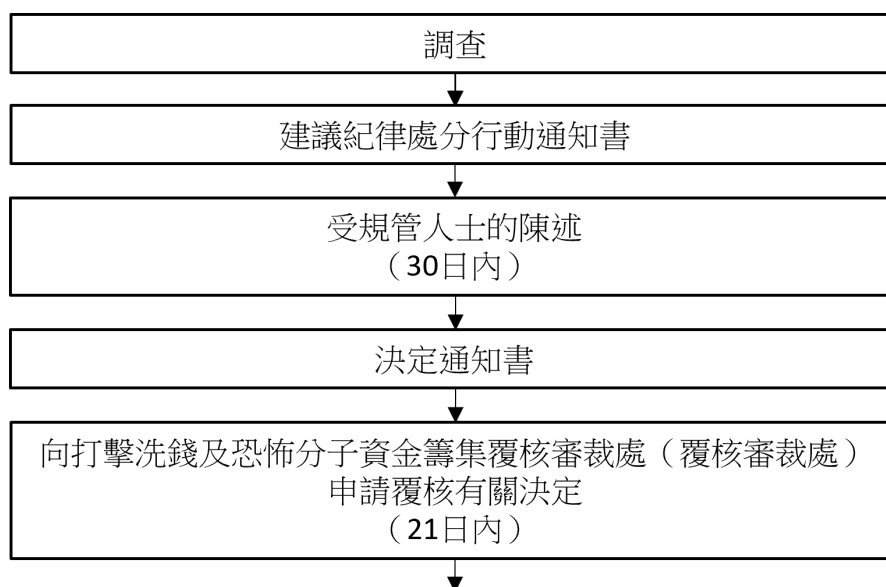 調查
建議紀律處分行動通知書
受規管人士的陳述
（30日內）
決定通知書
向打擊洗錢及恐怖分子資金籌集覆核審裁處（覆核審裁處）
申請覆核有關決定
（21日內）